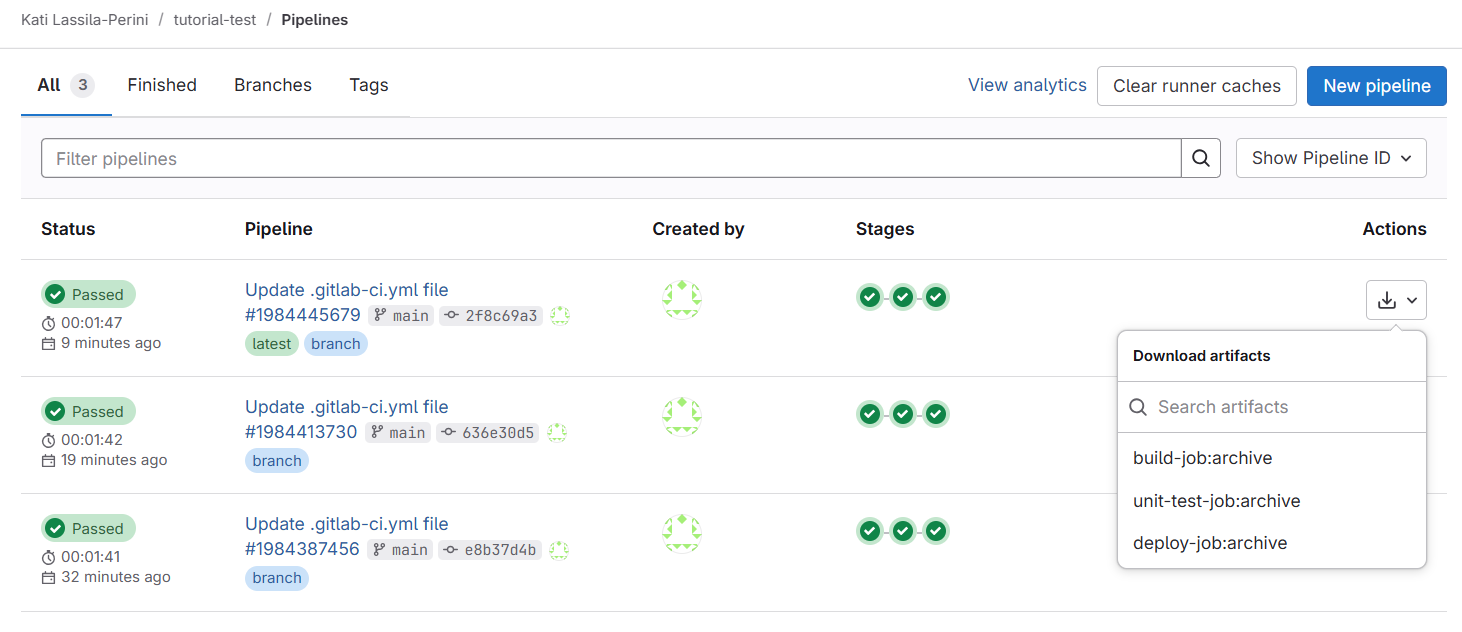 Kati Lassila-Perini / tutorial-test / Pipelines
All 3 Finished Branches Tags View analytics Clear runner caches New pipeline
Filter pipelines Show Pipeline ID
Status Pipeline Created by Stages Actions
Passed Update .gitlab-ci.yml file
00:01:47 #1984445679 main 2f8c69a3
9 minutes ago latest branch
Download artifacts
Search artifacts
build-job:archive
unit-test-job:archive
deploy-job:archive
Passed Update .gitlab-ci.yml file
00:01:42 #1984413730 main 636e30d5
19 minutes ago branch
Passed Update .gitlab-ci.yml file
00:01:41 #1984387456 main e8b37d4b
32 minutes ago branch